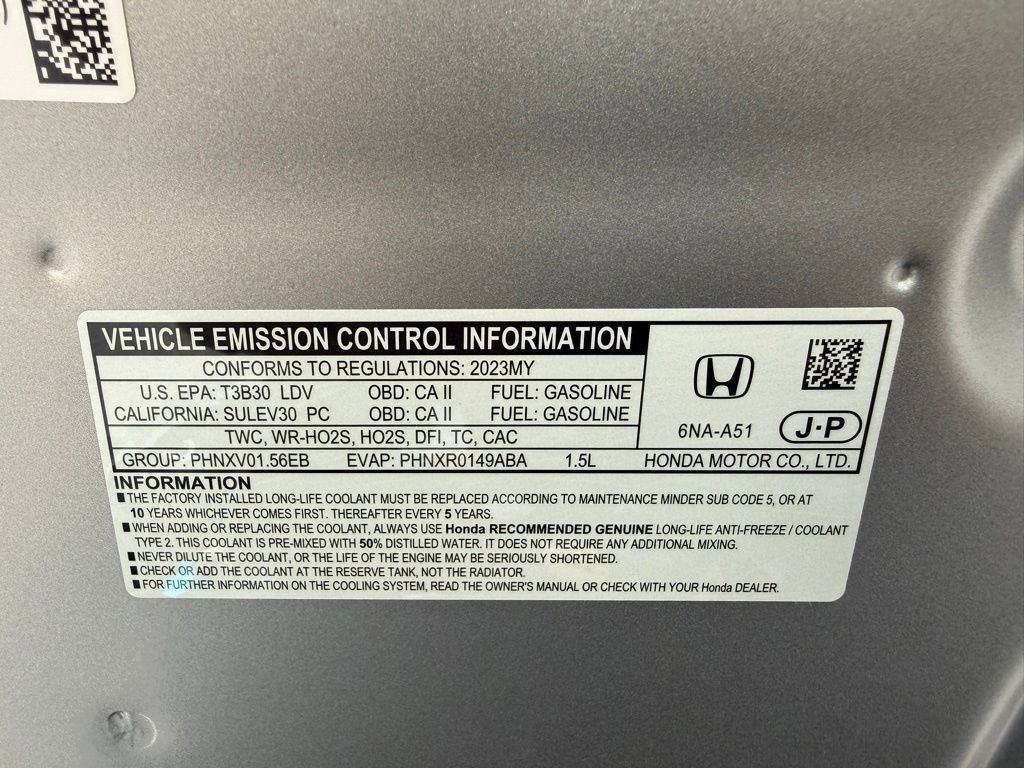 VEHICLE EMISSION CONTROL INFORMATION
CONFORMS TO REGULATIONS: 2023MY
U.S. EPA: T3B30 LDV OBD: CA II FUEL: GASOLINE
CALIFORNIA: SULEV30 PC OBD: CA II FUEL: GASOLINE
TWC, WR-HO2S, HO2S, DFI, TC, CAC
6NA-A51 J·P
GROUP: PHNXV01.56EB EVAP: PHNXR0149ABA 1.5L HONDA MOTOR CO., LTD.
INFORMATION
■ THE FACTORY INSTALLED LONG-LIFE COOLANT MUST BE REPLACED ACCORDING TO MAINTENANCE MINDER SUB CODE 5, OR AT
10 YEARS WHICHEVER COMES FIRST. THEREAFTER EVERY 5 YEARS.
■ WHEN ADDING OR REPLACING THE COOLANT, ALWAYS USE Honda RECOMMENDED GENUINE LONG-LIFE ANTI-FREEZE / COOLANT
TYPE 2. THIS COOLANT IS PRE-MIXED WITH 50% DISTILLED WATER. IT DOES NOT REQUIRE ANY ADDITIONAL MIXING.
■ NEVER DILUTE THE COOLANT, OR THE LIFE OF THE ENGINE MAY BE SERIOUSLY SHORTENED.
■ CHECK OR ADD THE COOLANT AT THE RESERVE TANK, NOT THE RADIATOR.
■ FOR FURTHER INFORMATION ON THE COOLING SYSTEM, READ THE OWNER'S MANUAL OR CHECK WITH YOUR Honda DEALER.